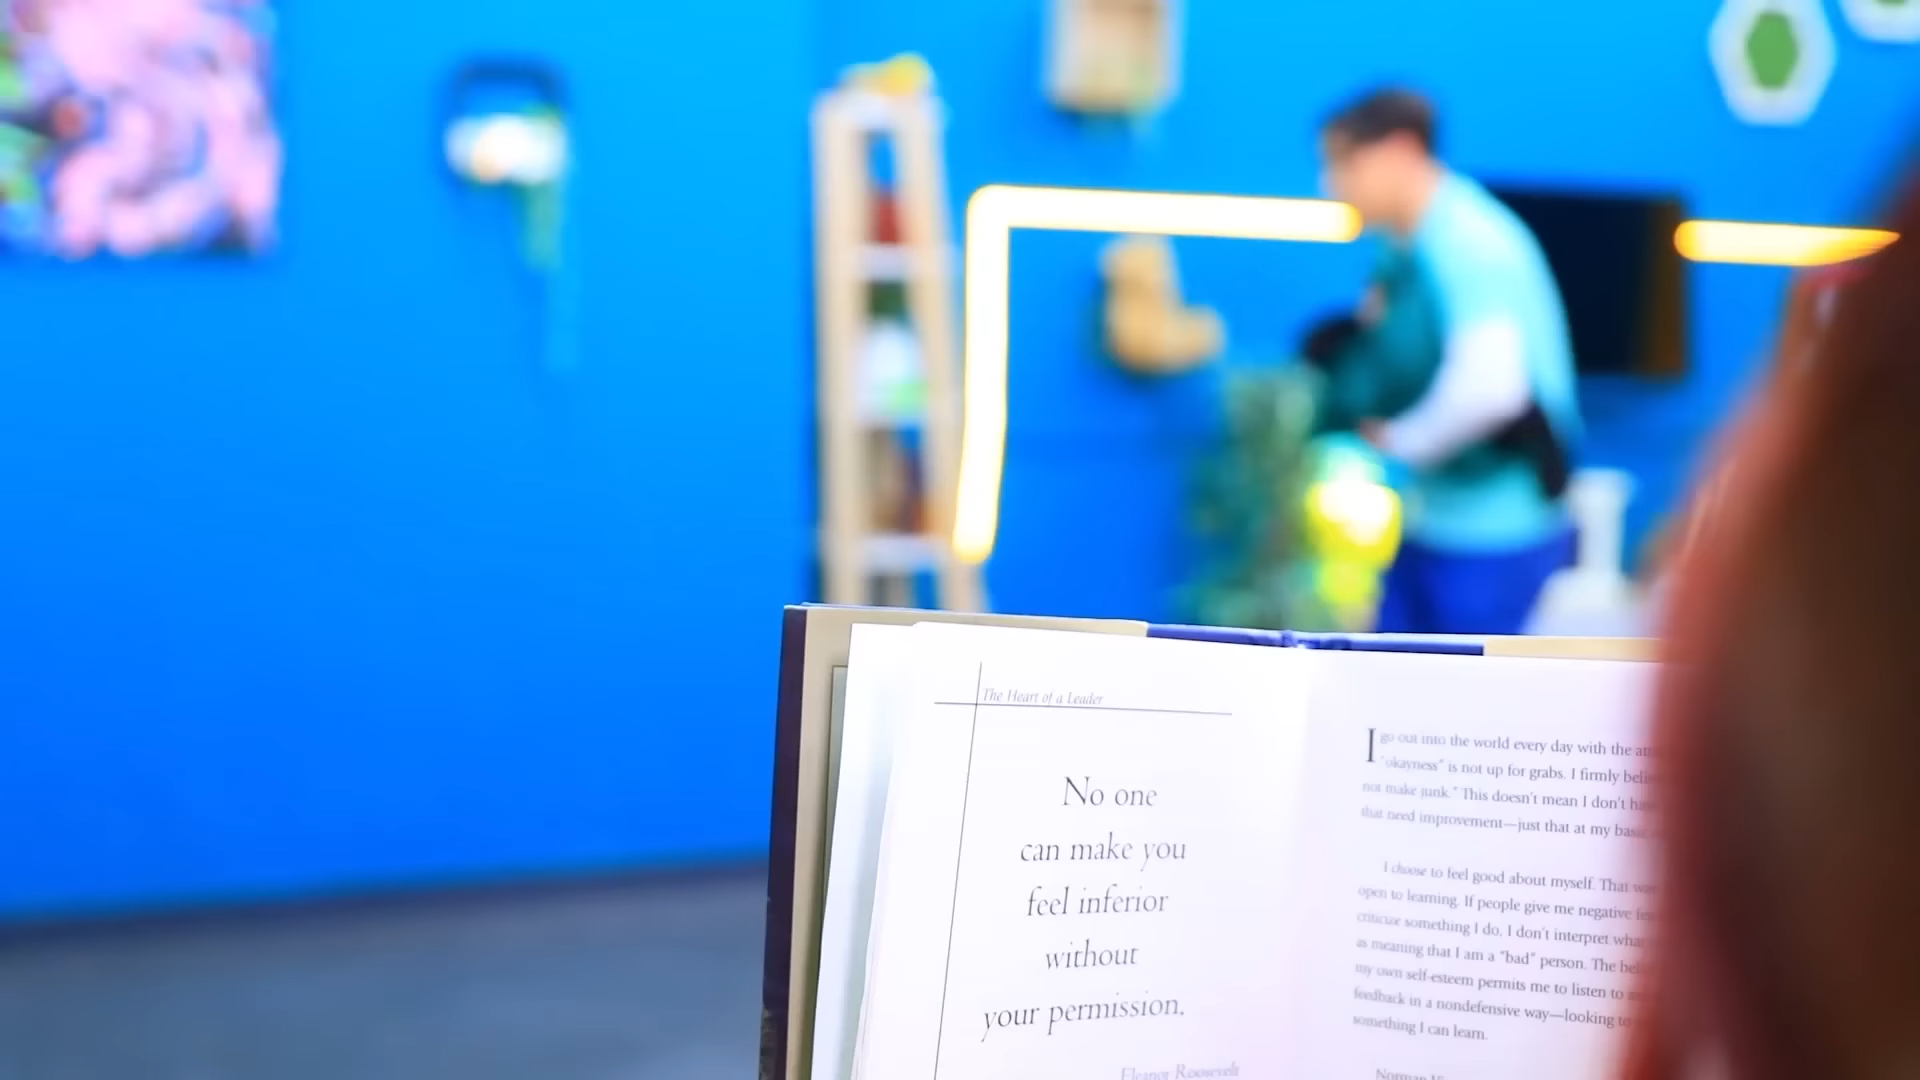 The Heart of a Leader
No one
can make you
feel inferior
without
your permission.
Eleanor Roosevelt
I go out into the world every day with the
"okayness" is not up for grabs. I firmly
not make junk." This doesn't mean I don't
that need improvement—just that at my
I choose to feel good about myself. That
open to learning. If people give me negative
criticize something I do, I don't interpret
as meaning that I am a "bad" person. The
my own self-esteem permits me to listen to
feedback in a nondefensive way—looking to
something I can learn.
Norman